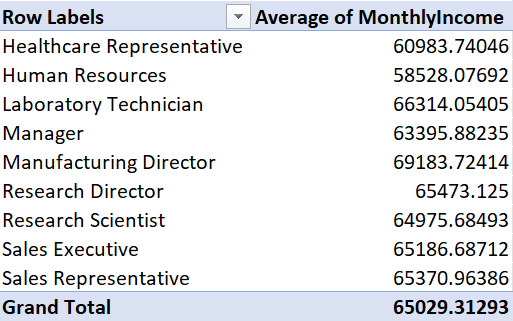 Row Labels Average of MonthlyIncome
Healthcare Representative 60983.74046
Human Resources 58528.07692
Laboratory Technician 66314.05405
Manager 63395.88235
Manufacturing Director 69183.72414
Research Director 65473.125
Research Scientist 64975.68493
Sales Executive 65186.68712
Sales Representative 65370.96386
Grand Total 65029.31293